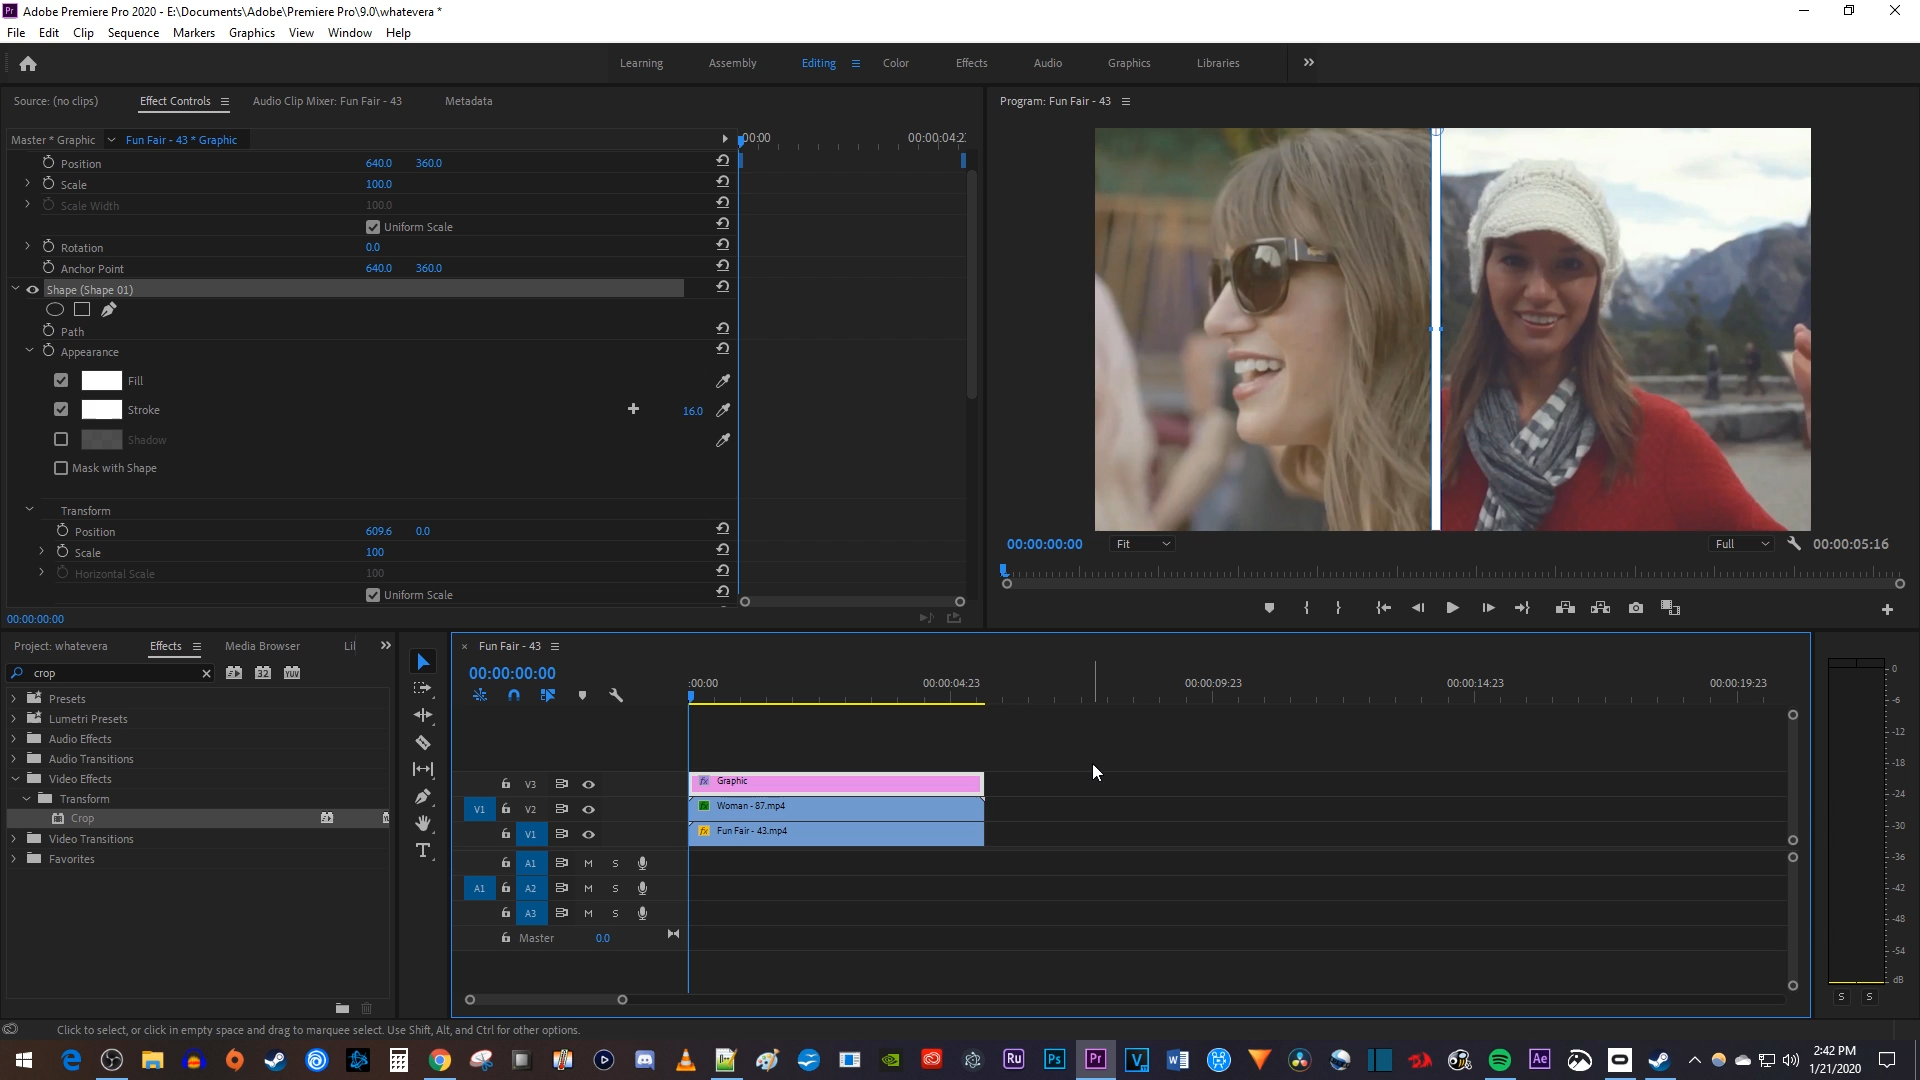 Adobe Premiere Pro 2020 - E:\Documents\Adobe\Premiere Pro\9.0\whatevera *
File Edit Clip Sequence Markers Graphics View Window Help
Learning Assembly Editing Color Effects Audio Graphics Libraries
Source: (no clips) Effect Controls Audio Clip Mixer: Fun Fair - 43 Metadata
Program: Fun Fair - 43
Master * Graphic Fun Fair - 43 * Graphic
:00:00 00:00:04:2
Position 640.0 360.0
Scale 100.0
Scale Width 100.0
Uniform Scale
Rotation 0.0
Anchor Point 640.0 360.0
Shape (Shape 01)
Path
Appearance
Fill
Stroke 16.0
Shadow
Mask with Shape
Transform
Position 609.6 0.0
Scale 100
Horizontal Scale 100
Uniform Scale
00:00:00:00
00:00:00:00 Fit Full 00:00:05:16
Project: whatevera Effects Media Browser Li
crop
32 YUV
Presets
Lumetri Presets
Audio Effects
Audio Transitions
Video Effects
Transform
Crop
Video Transitions
Favorites
Fun Fair - 43
00:00:00:00
:00:00 00:00:04:23 00:00:09:23 00:00:14:23 00:00:19:23
V3 fx Graphic
V1 V2 fx Woman - 87.mp4
V1 fx Fun Fair - 43.mp4
A1 M S
A1 A2 M S
A3 M S
Master 0.0
0
-6
-12
-18
-24
-30
-36
-42
-48
-54
dB
S S
Click to select, or click in empty space and drag to marquee select. Use Shift, Alt, and Ctrl for other options.
Ru Ps Pr V Ae
2:42 PM
1/21/2020